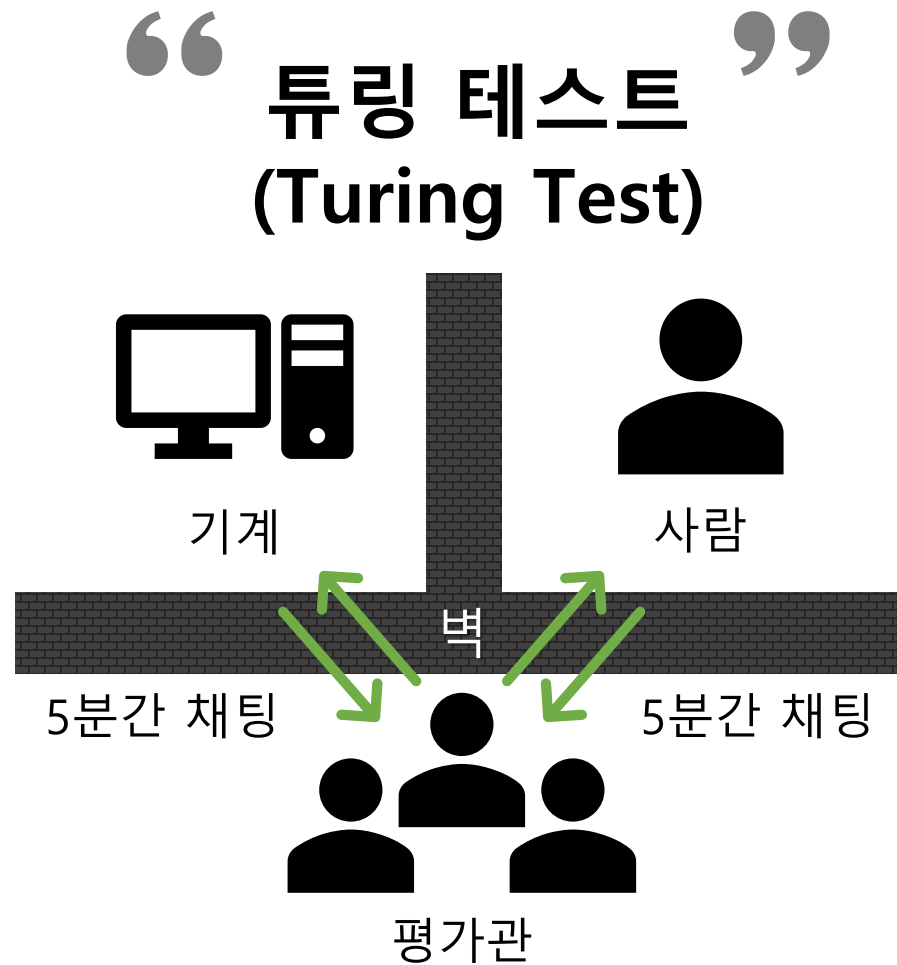 “ 튜링 테스트 ”
(Turing Test)
기계
사람
벽
5분간 채팅
5분간 채팅
평가관